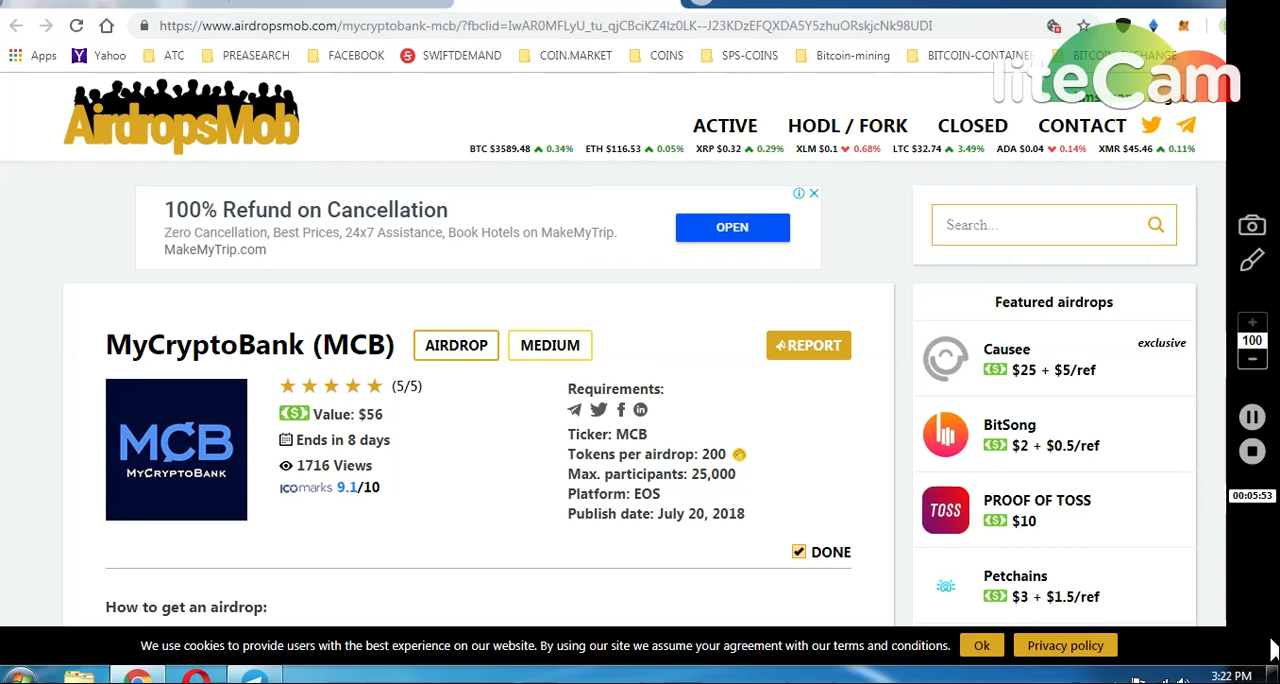 https://www.airdropsmob.com/mycryptobank-mcb/?fbclid=IwAR0MFLyU_tu_qjCBciKZ4lz0LK--J23KDzEFQXDA5Y5zhuORskjcNk98UDI
Apps Yahoo ATC PREASEARCH FACEBOOK SWIFTDEMAND COIN.MARKET COINS SPS-COINS Bitcoin-mining BITCOIN-CONTAINE
liteCam
AirdropsMob
ACTIVE HODL / FORK CLOSED CONTACT
BTC $3589.48 0.34% ETH $116.53 0.05% XRP $0.32 0.29% XLM $0.1 0.68% LTC $32.74 3.49% ADA $0.04 0.14% XMR $45.46 0.11%
100% Refund on Cancellation
Zero Cancellation, Best Prices, 24x7 Assistance, Book Hotels on MakeMyTrip.
MakeMyTrip.com
OPEN
Search...
MyCryptoBank (MCB) AIRDROP MEDIUM REPORT
MCB
MYCRYPTOBANK
(5/5)
Value: $56
Ends in 8 days
1716 Views
ICOmarks 9.1/10
Requirements:
Ticker: MCB
Tokens per airdrop: 200
Max. participants: 25,000
Platform: EOS
Publish date: July 20, 2018
DONE
How to get an airdrop:
Featured airdrops
Causee exclusive
$25 + $5/ref
BitSong
$2 + $0.5/ref
TOSS
PROOF OF TOSS
$10
Petchains
$3 + $1.5/ref
100
00:05:53
We use cookies to provide users with the best experience on our website. By using our site we assume your agreement with our terms and conditions. Ok Privacy policy
3:22 PM